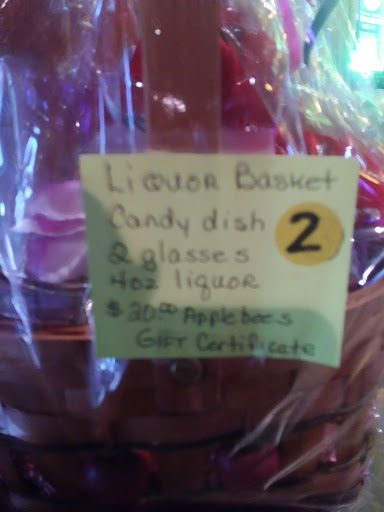 Liquor Basket
Candy dish
2
2 glasses
4oz liquor
$20.00 Applebees
GIFT Certificate